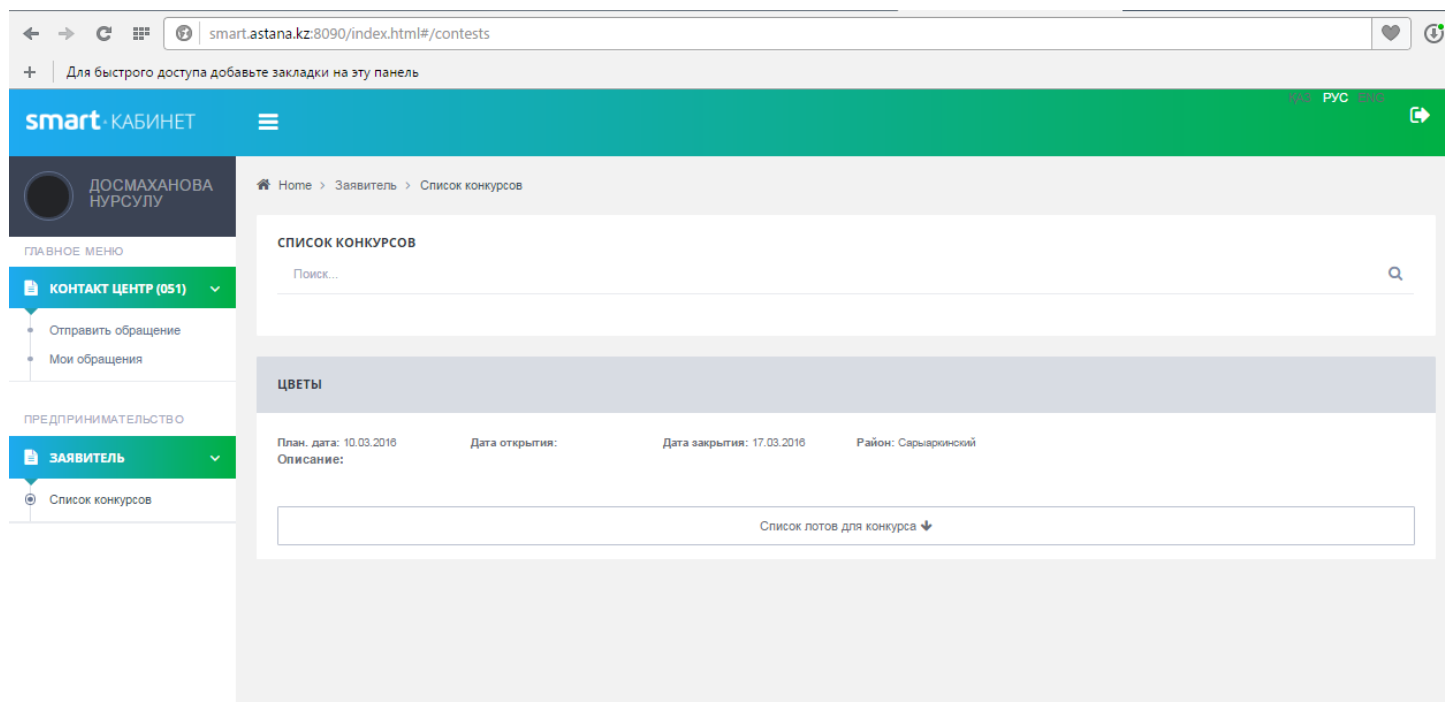 smart.astana.kz:8090/index.html#/contests
+ Для быстрого доступа добавьте закладки на эту панель
ҚАЗ РУС ENG
smart·КАБИНЕТ
ДОСМАХАНОВА
НУРСУЛУ
Home > Заявитель > Список конкурсов
ГЛАВНОЕ МЕНЮ
КОНТАКТ ЦЕНТР (051)
Отправить обращение
Мои обращения
ПРЕДПРИНИМАТЕЛЬСТВО
ЗАЯВИТЕЛЬ
Список конкурсов
СПИСОК КОНКУРСОВ
Поиск...
ЦВЕТЫ
План. дата: 10.03.2016 Дата открытия: Дата закрытия: 17.03.2016 Район: Сарыаркинский
Описание:
Список лотов для конкурса